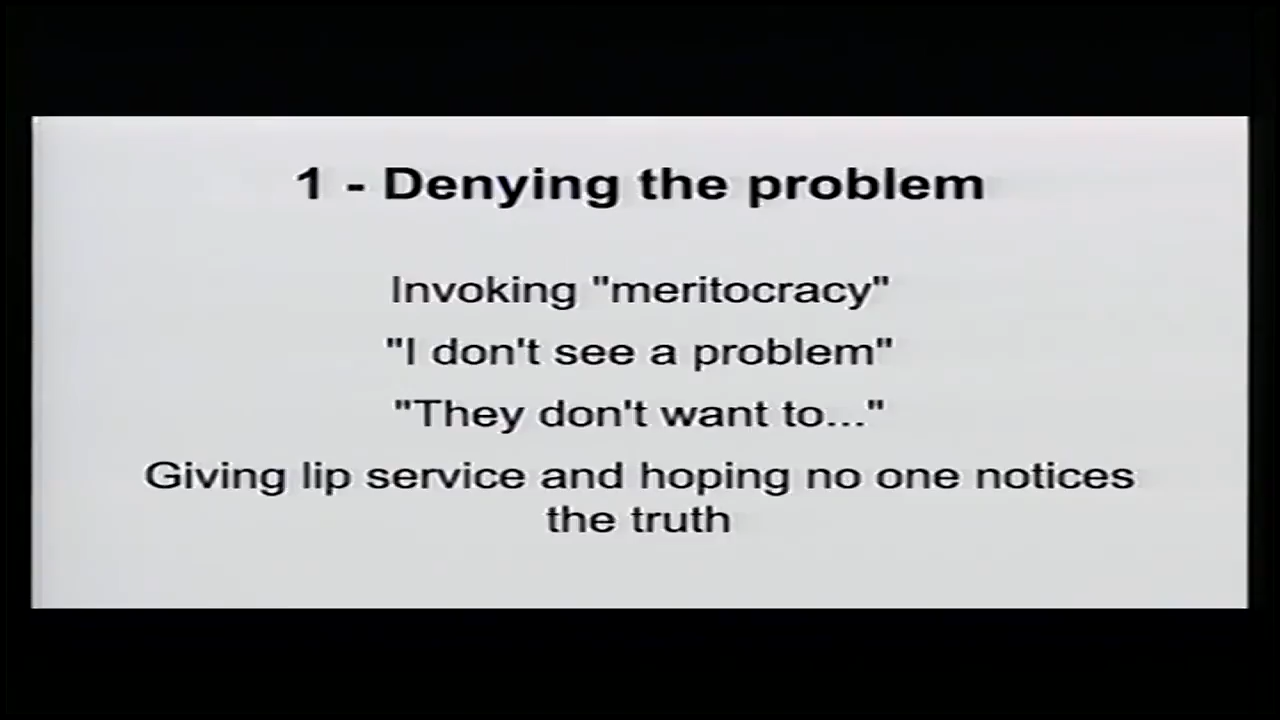 1 - Denying the problem
Invoking "meritocracy"
"I don't see a problem"
"They don't want to..."
Giving lip service and hoping no one notices
the truth